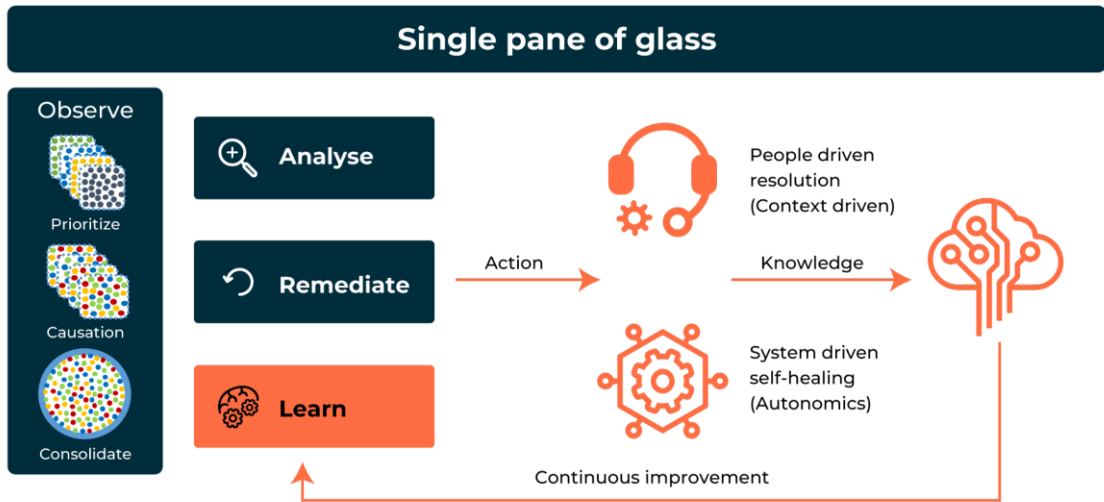 Single pane of glass
Observe
Prioritize
Causation
Consolidate
Analyse
Remediate
Learn
Action
People driven
resolution
(Context driven)
Knowledge
System driven
self-healing
(Autonomics)
Continuous improvement